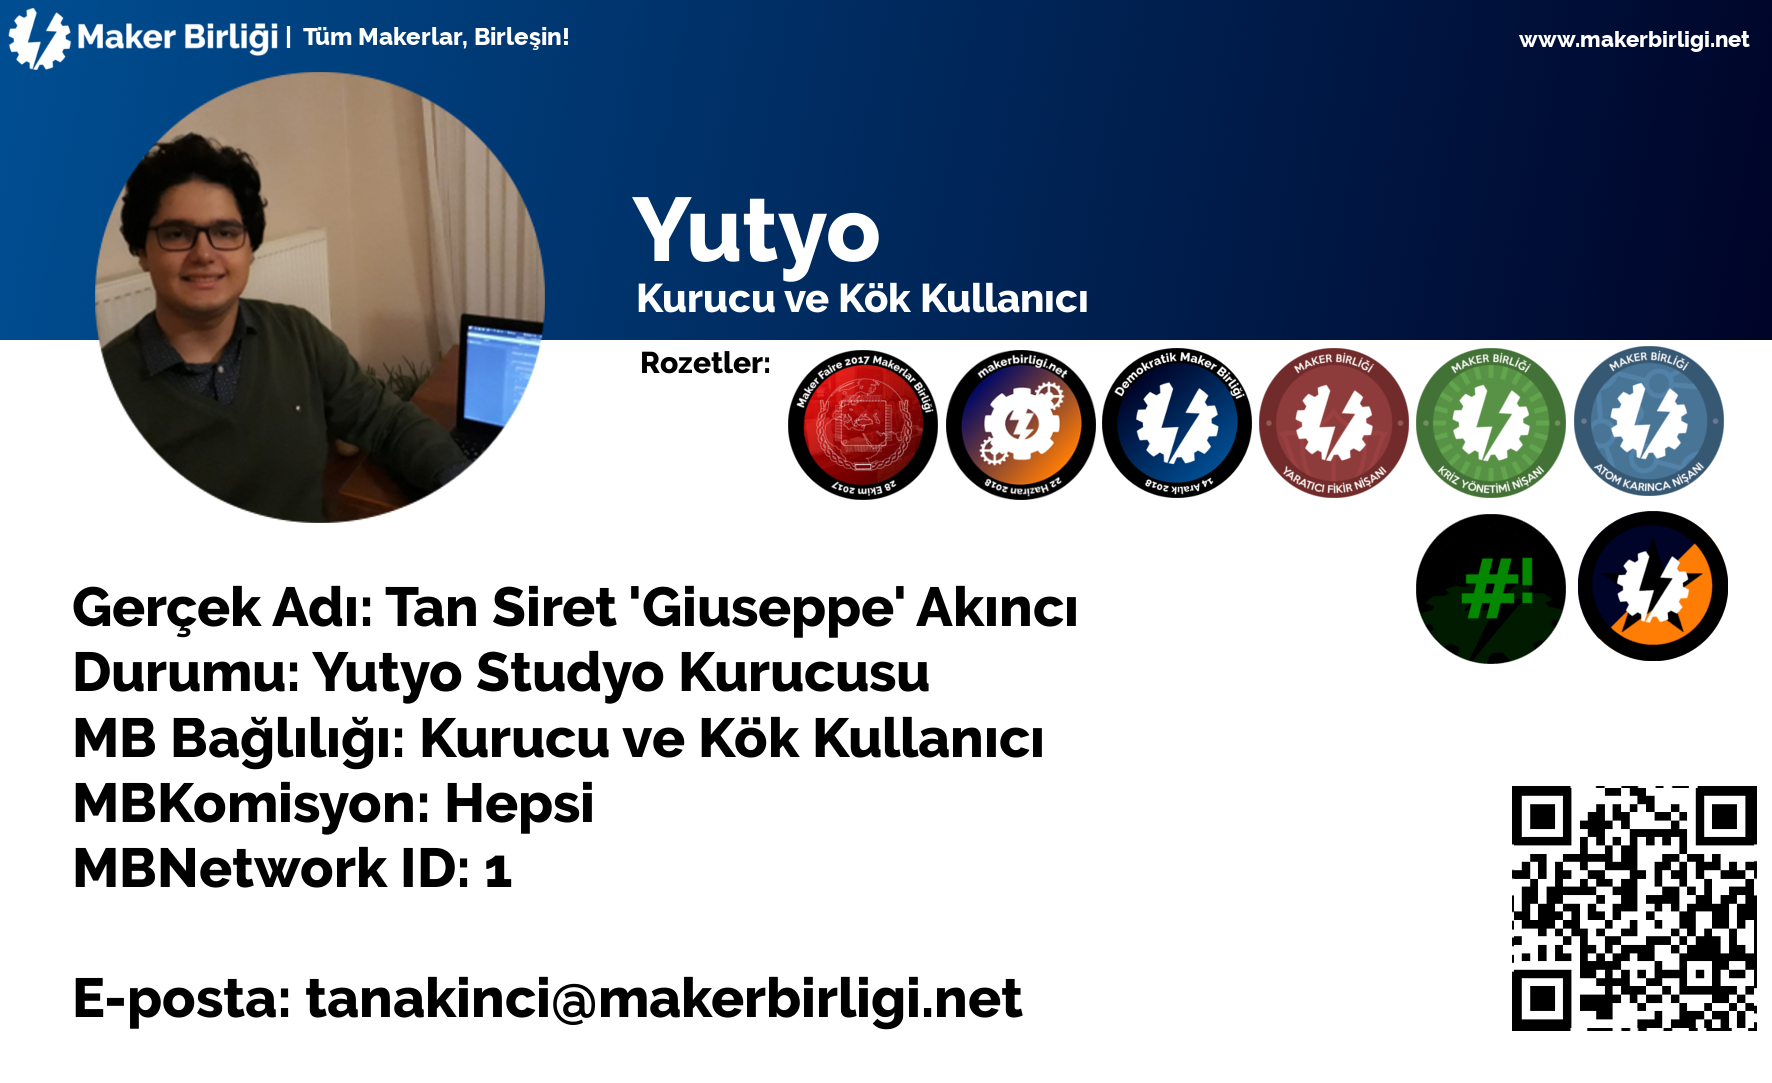 Maker Birliği | Tüm Makerlar, Birleşin!
www.makerbirligi.net
Yutyo
Kurucu ve Kök Kullanıcı
Rozetler:
Maker Faire 2017 Makerlar Birliği
28 Ekim 2017
makerbirligi.net
22 Haziran 2018
Demokratik Maker Birliği
14 Aralık 2018
MAKER BİRLİĞİ
YARATICI FİKİR NİŞANI
MAKER BİRLİĞİ
KRİZ YÖNETİMİ NİŞANI
MAKER BİRLİĞİ
ATOM KARINCA NİŞANI
#!
Gerçek Adı: Tan Siret 'Giuseppe' Akıncı
Durumu: Yutyo Studyo Kurucusu
MB Bağlılığı: Kurucu ve Kök Kullanıcı
MBKomisyon: Hepsi
MBNetwork ID: 1
E-posta: tanakinci@makerbirligi.net